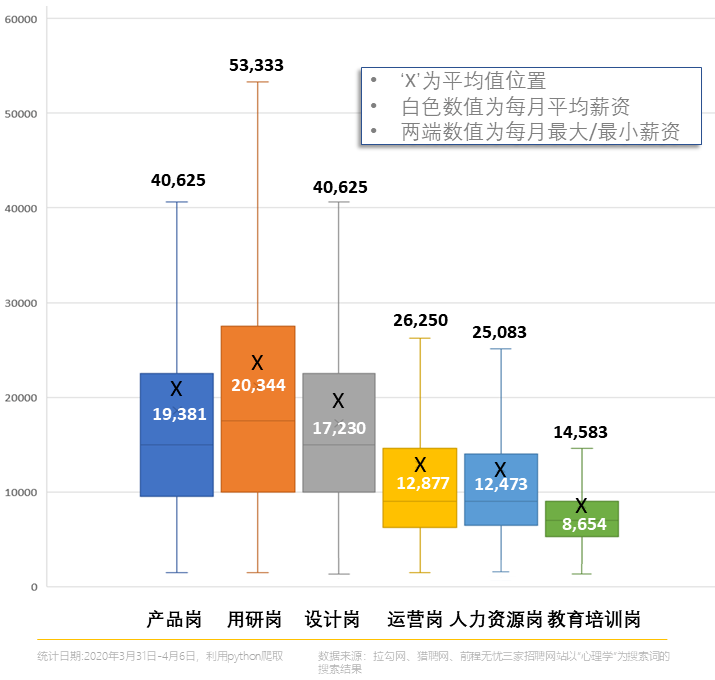 60000
50000
40000
30000
20000
10000
0
• ‘X’为平均值位置
• 白色数值为每月平均薪资
• 两端数值为每月最大/最小薪资
53,333
40,625
40,625
26,250
25,083
14,583
X
X
X
X
X
X
19,381
20,344
17,230
12,877
12,473
8,654
产品岗 用研岗 设计岗 运营岗 人力资源岗 教育培训岗
统计日期:2020年3月31日-4月6日，利用python爬取
数据来源：拉勾网、猎聘网、前程无忧三家招聘网站以“心理学”为搜索词的
搜索结果